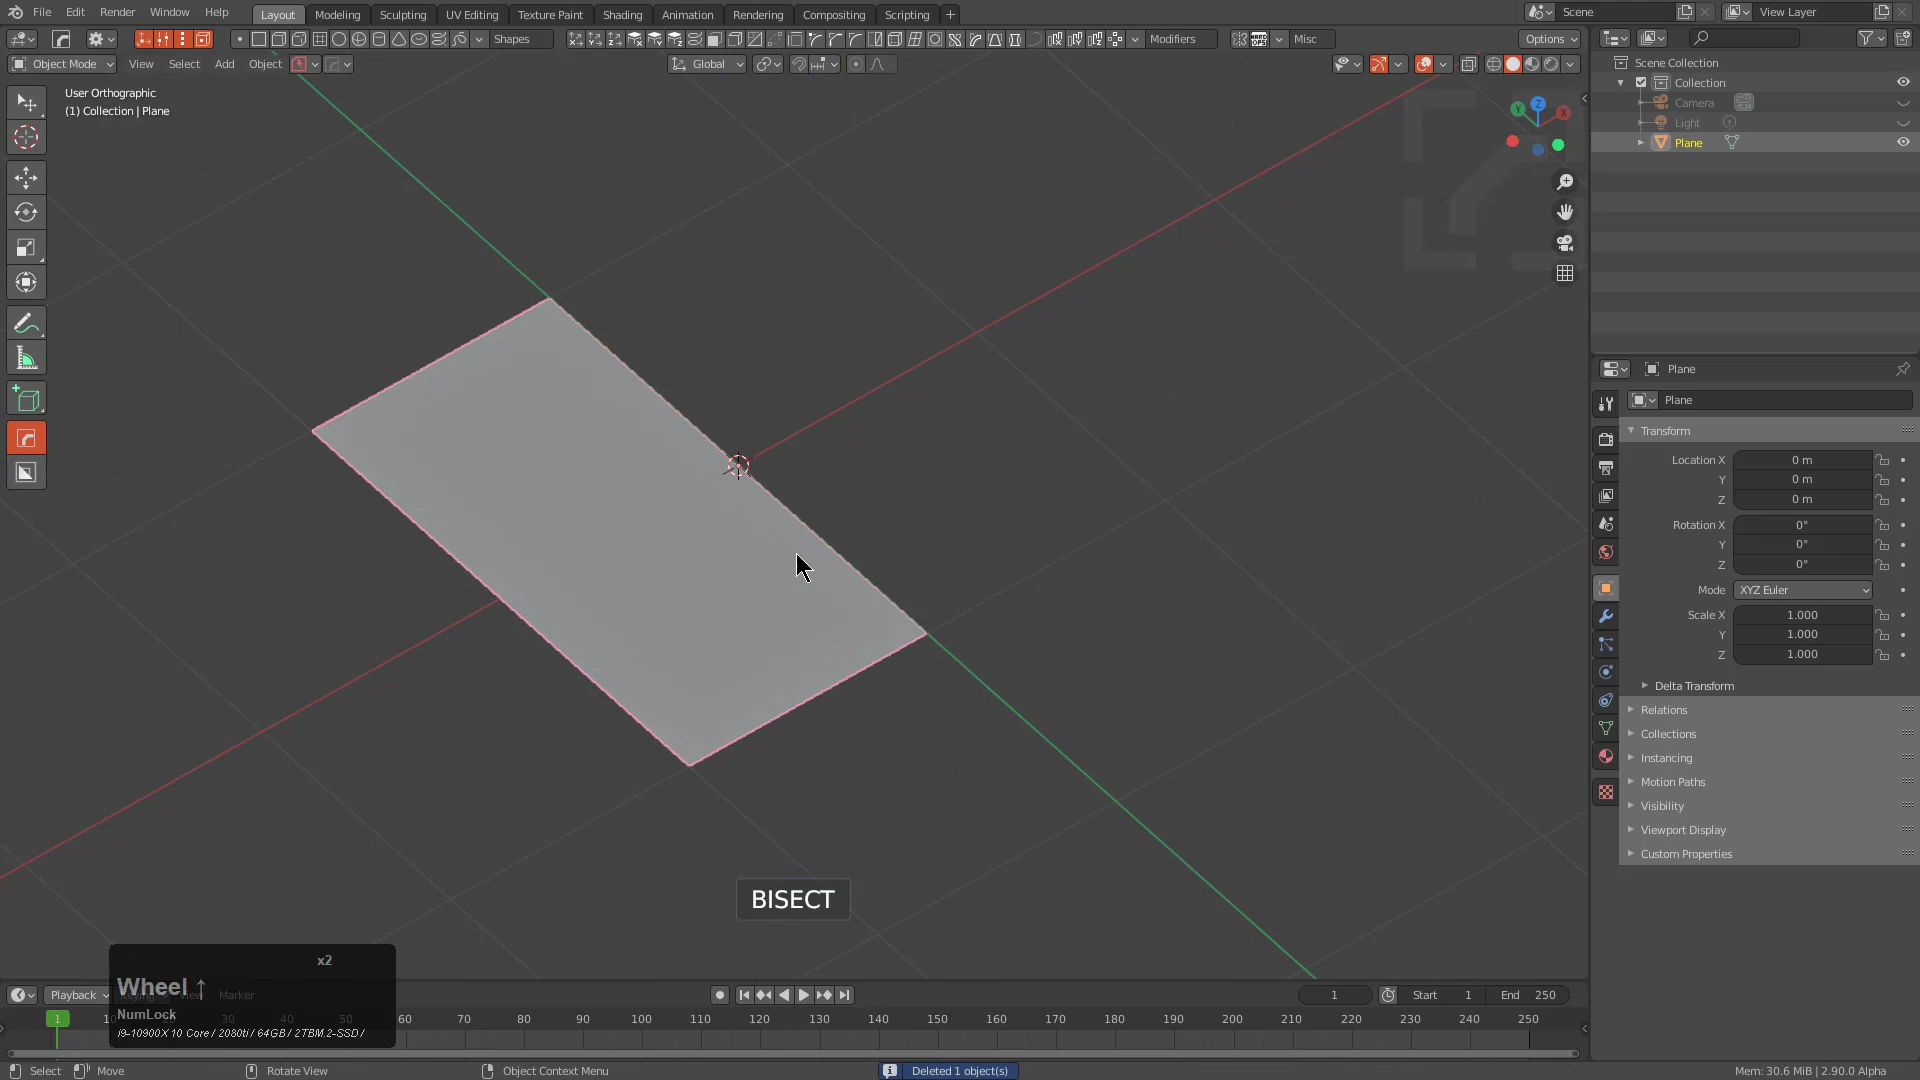 File Edit Render Window Help Layout Modeling Sculpting UV Editing Texture Paint Shading Animation Rendering Compositing Scripting +
Scene View Layer
Shapes Modifiers Misc Options
Object Mode View Select Add Object Global
User Orthographic
(1) Collection | Plane
Scene Collection
Collection
Camera
Light
Plane
Z
Y
X
Plane
Plane
Transform
Location X 0 m
Y 0 m
Z 0 m
Rotation X 0°
Y 0°
Z 0°
Mode XYZ Euler
Scale X 1.000
Y 1.000
Z 1.000
Delta Transform
Relations
Collections
Instancing
Motion Paths
Visibility
Viewport Display
Custom Properties
BISECT
x2
Wheel ↑
NumLock
i9-10900X 10 Core / 2080ti / 64GB / 2TBM.2-SSD /
Playback Marker
1 Start 1 End 250
1 30 40 50 60 70 80 90 100 110 120 130 140 150 160 170 180 190 200 210 220 230 240 250
Select Move Rotate View Object Context Menu Deleted 1 object(s) Mem: 30.6 MiB | 2.90.0 Alpha